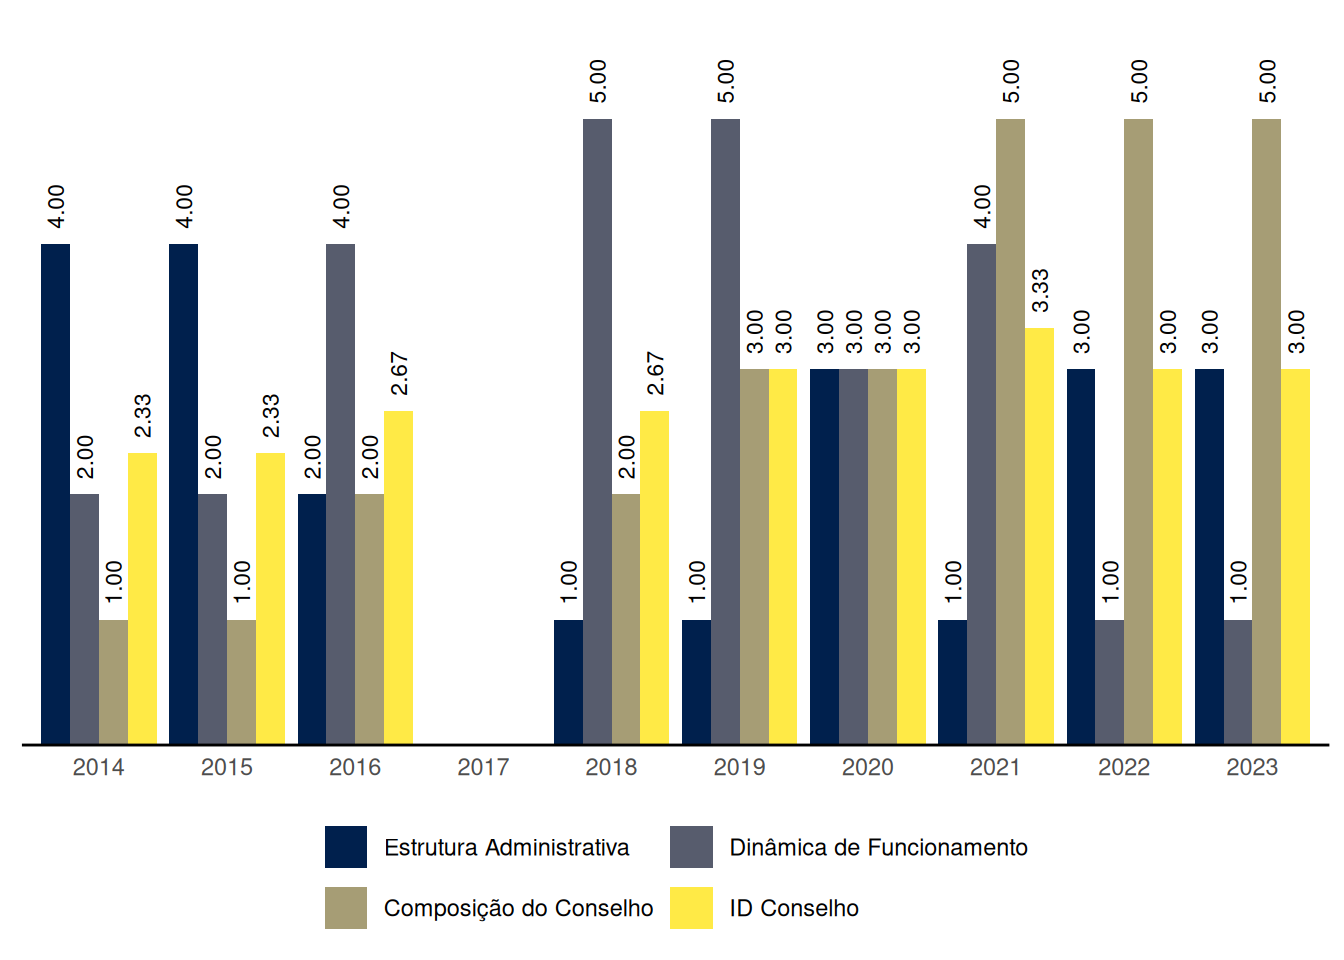 5.00 5.00 5.00 5.00 5.00
4.00 4.00 4.00 4.00
3.33
3.00 3.00 3.00 3.00 3.00 3.00 3.00 3.00 3.00 3.00
2.67 2.67
2.33 2.33
2.00 2.00 2.00 2.00 2.00
1.00 1.00 1.00 1.00 1.00 1.00 1.00
2014 2015 2016 2017 2018 2019 2020 2021 2022 2023
Estrutura Administrativa Dinâmica de Funcionamento
Composição do Conselho ID Conselho